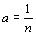 a = 1/n